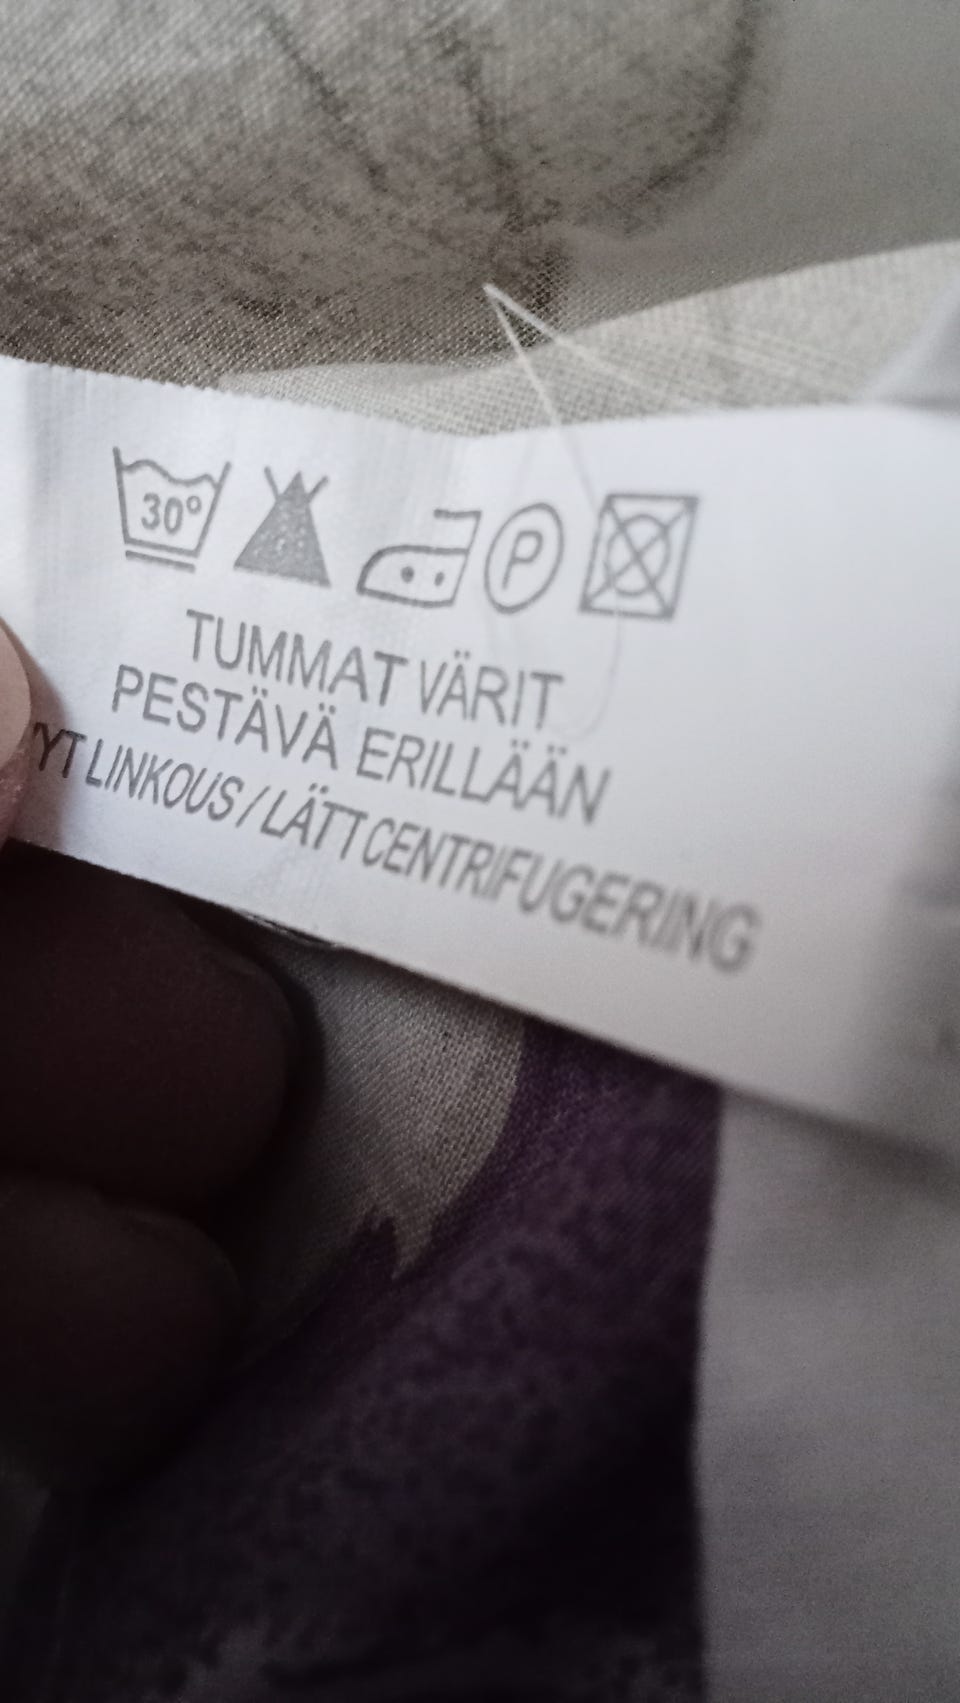 30°
P
TUMMAT VÄRIT
PESTÄVÄ ERILLÄÄN
LINKOUS / LÄTT CENTRIFUGERING